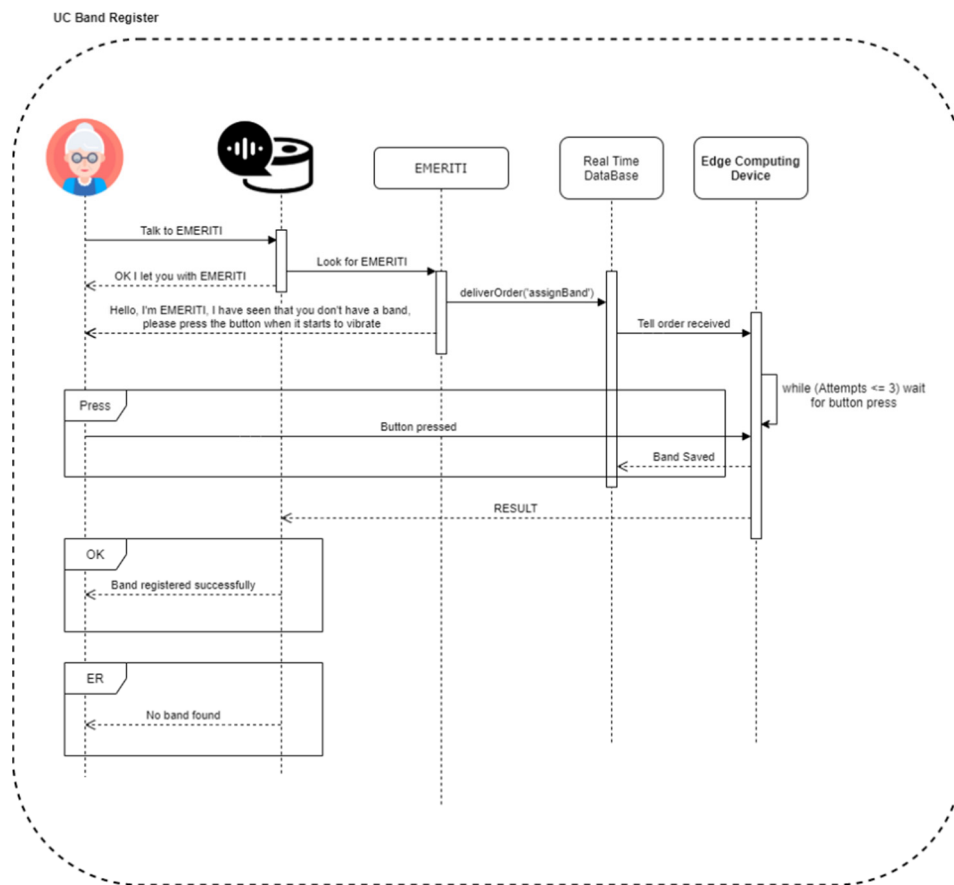 UC Band Register
EMERITI
Real Time
DataBase
Edge Computing
Device
Talk to EMERITI
Look for EMERITI
OK I let you with EMERITI
deliverOrder('assignBand')
Hello, I'm EMERITI, I have seen that you don't have a band,
please press the button when it starts to vibrate
Tell order received
while (Attempts <= 3) wait
for button press
Press
Button pressed
Band Saved
RESULT
OK
Band registered successfully
ER
No band found